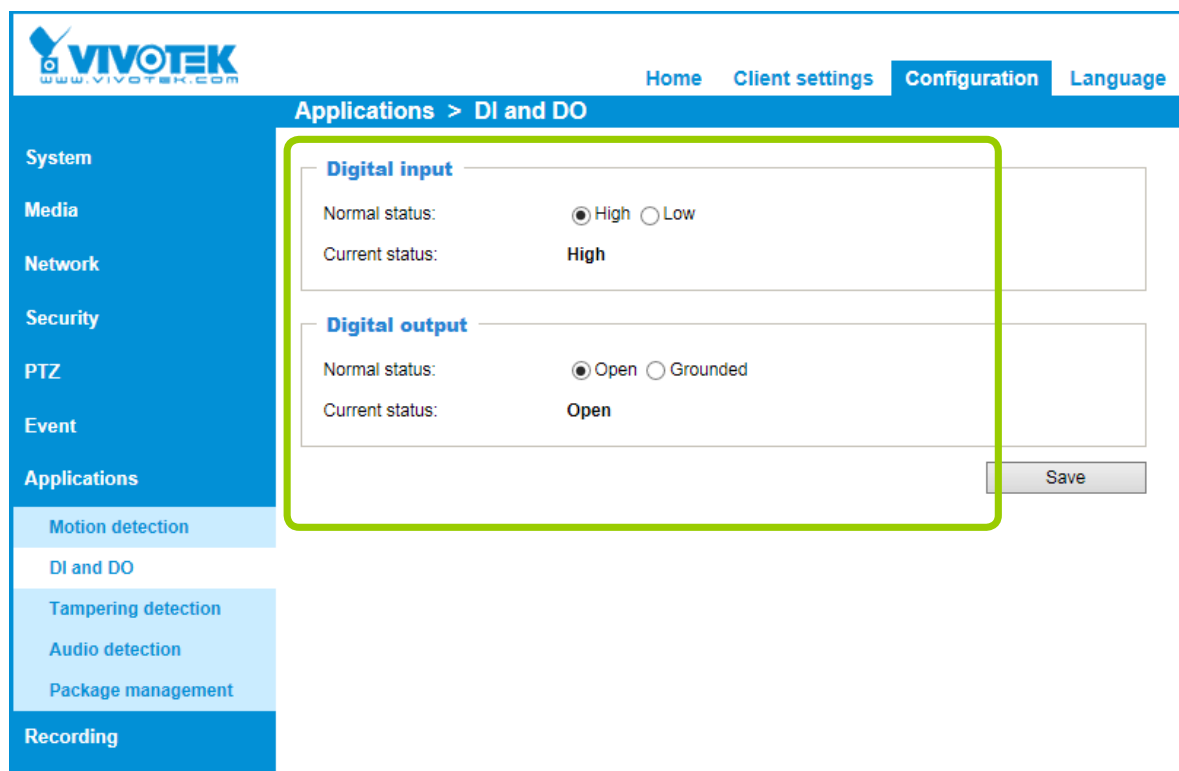 VIVOTEK
www.vivotek.com
Home Client settings Configuration Language
Applications > DI and DO
System
Media
Network
Security
PTZ
Event
Applications
Motion detection
DI and DO
Tampering detection
Audio detection
Package management
Recording
Digital input
Normal status: High Low
Current status: High
Digital output
Normal status: Open Grounded
Current status: Open
Save